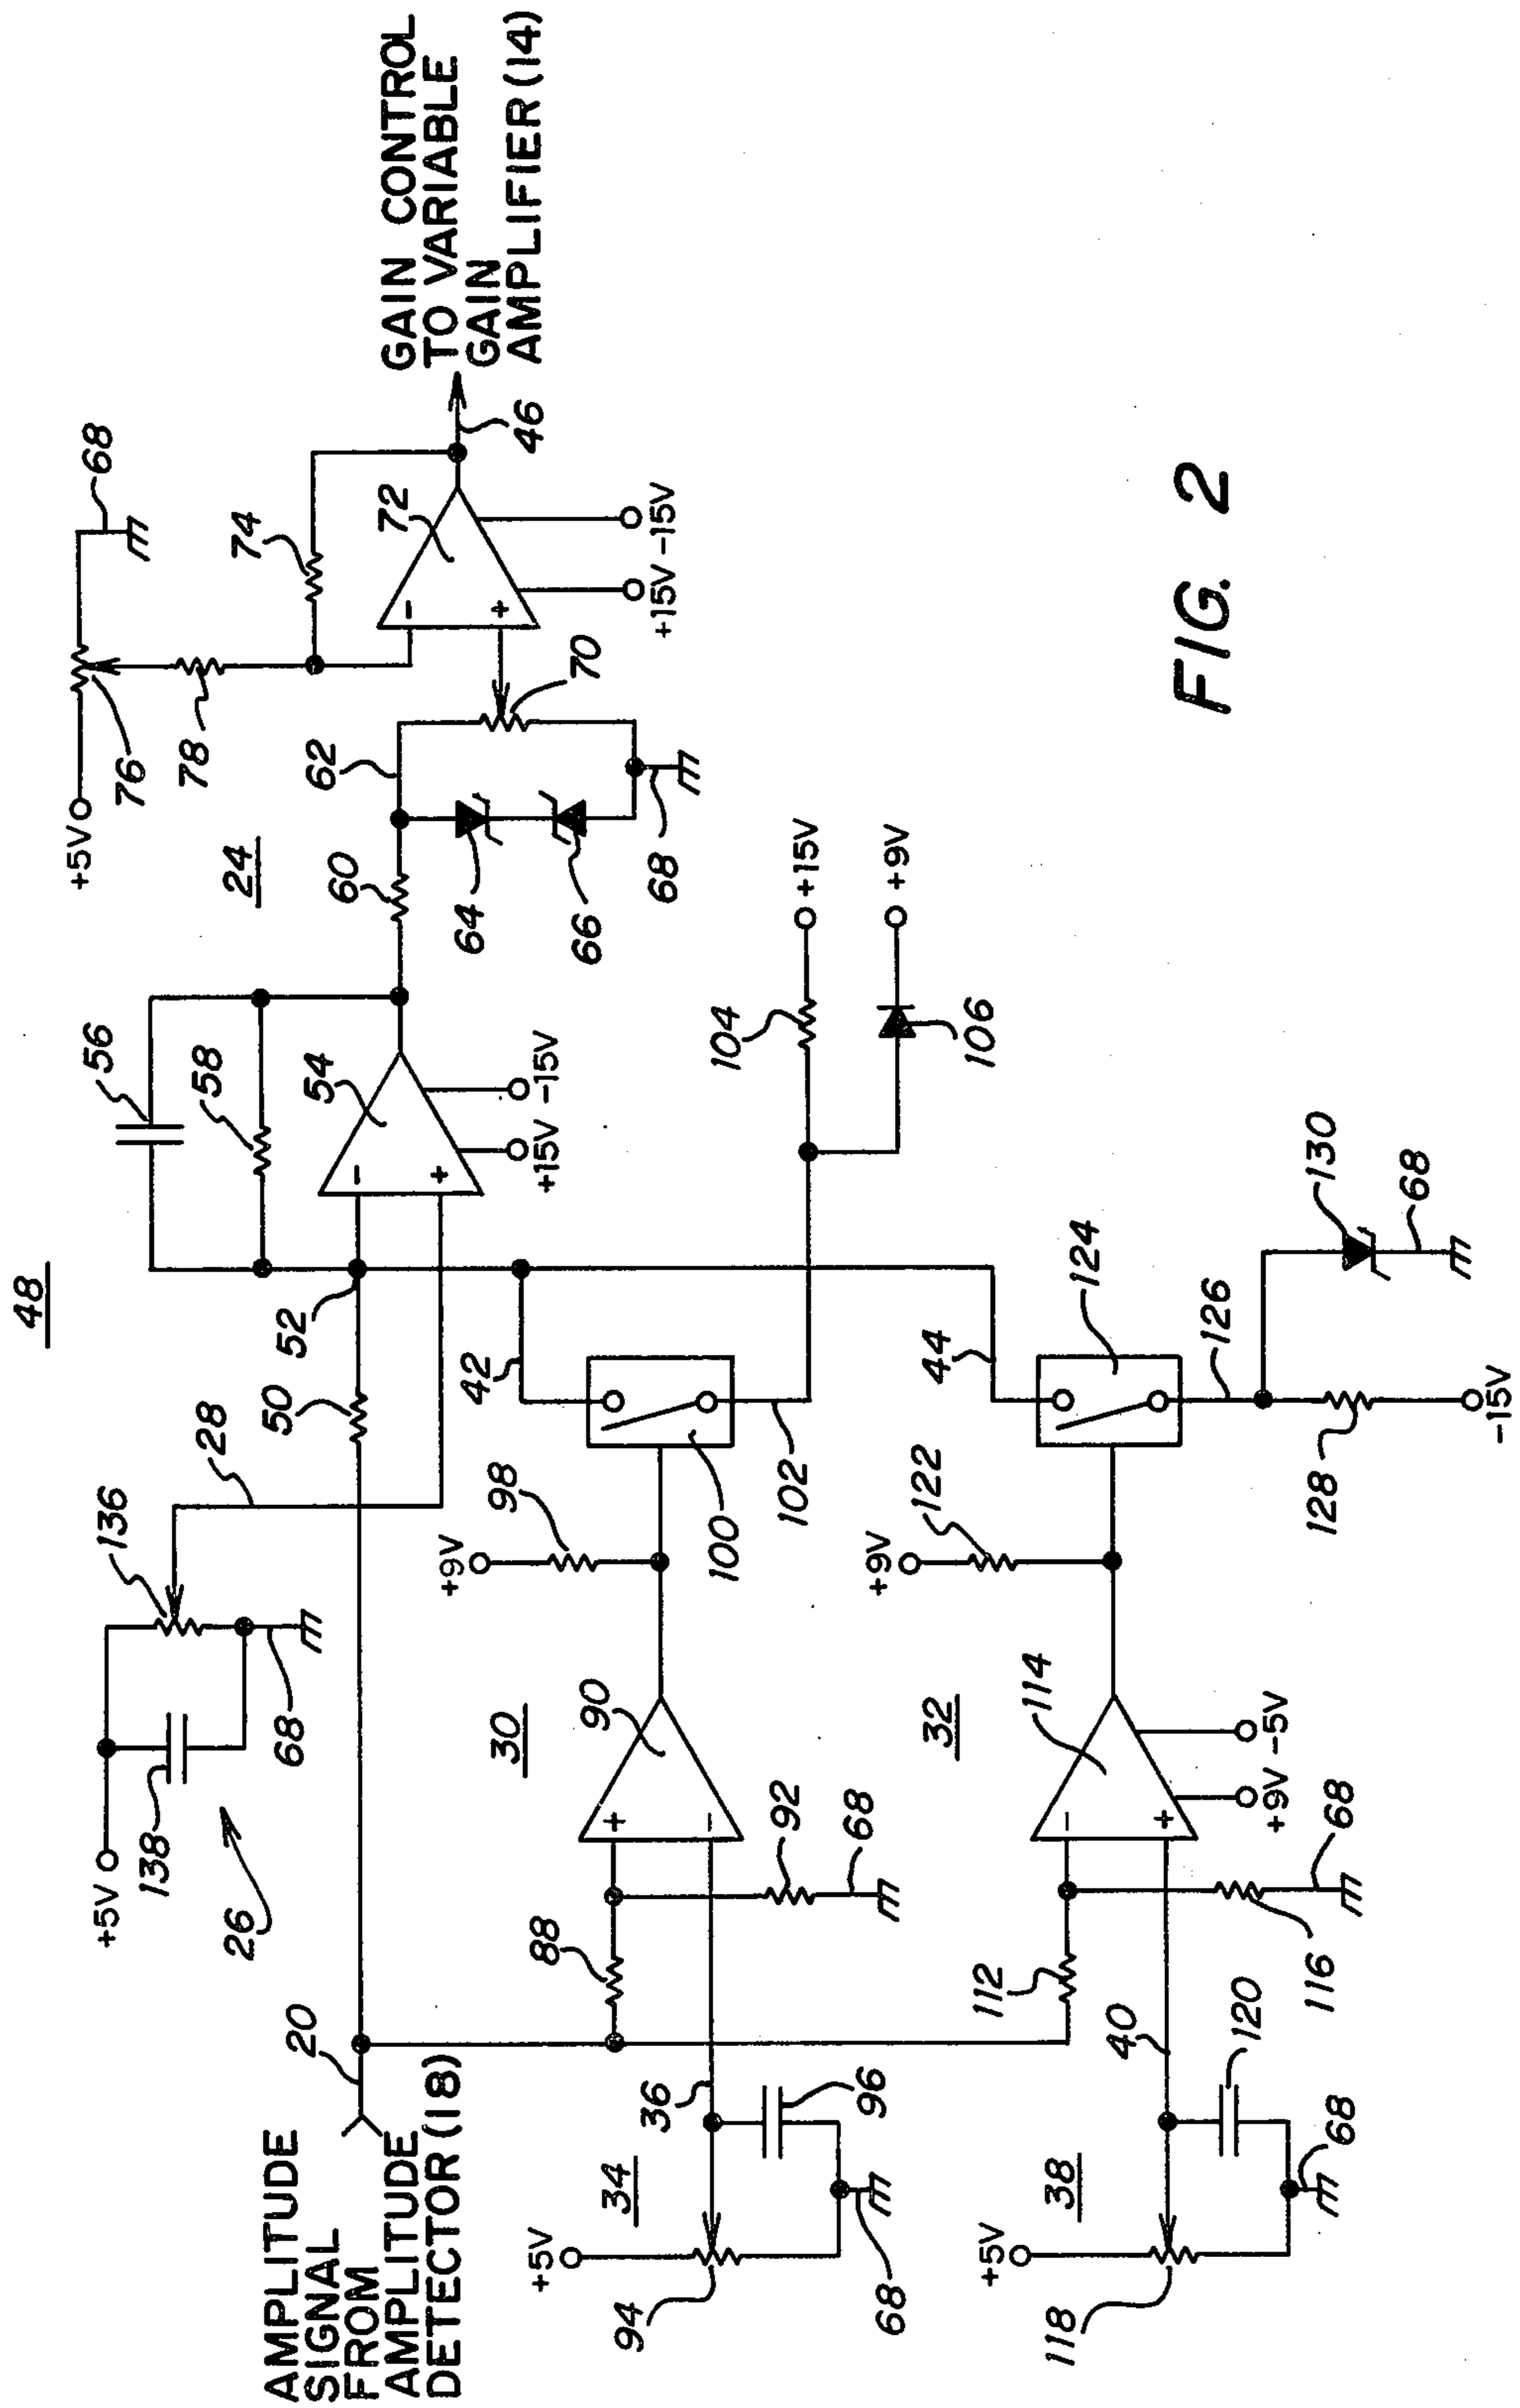 48
+5V
76
78
74
68
24
72
46
GAIN CONTROL
TO VARIABLE
GAIN
AMPLIFIER (14)
+15V
-15V
70
62
60
64
66
68
56
58
54
+15V
-15V
52
50
28
136
+5V
138
68
26
20
AMPLITUDE
SIGNAL
FROM
AMPLITUDE
DETECTOR (18)
42
+9V
98
30
90
100
102
104
+15V
+9V
106
88
92
68
36
96
34
+5V
94
68
44
124
126
130
68
128
-15V
+9V
122
32
114
+9V
-5V
112
116
68
40
120
38
+5V
118
68
FIG. 2